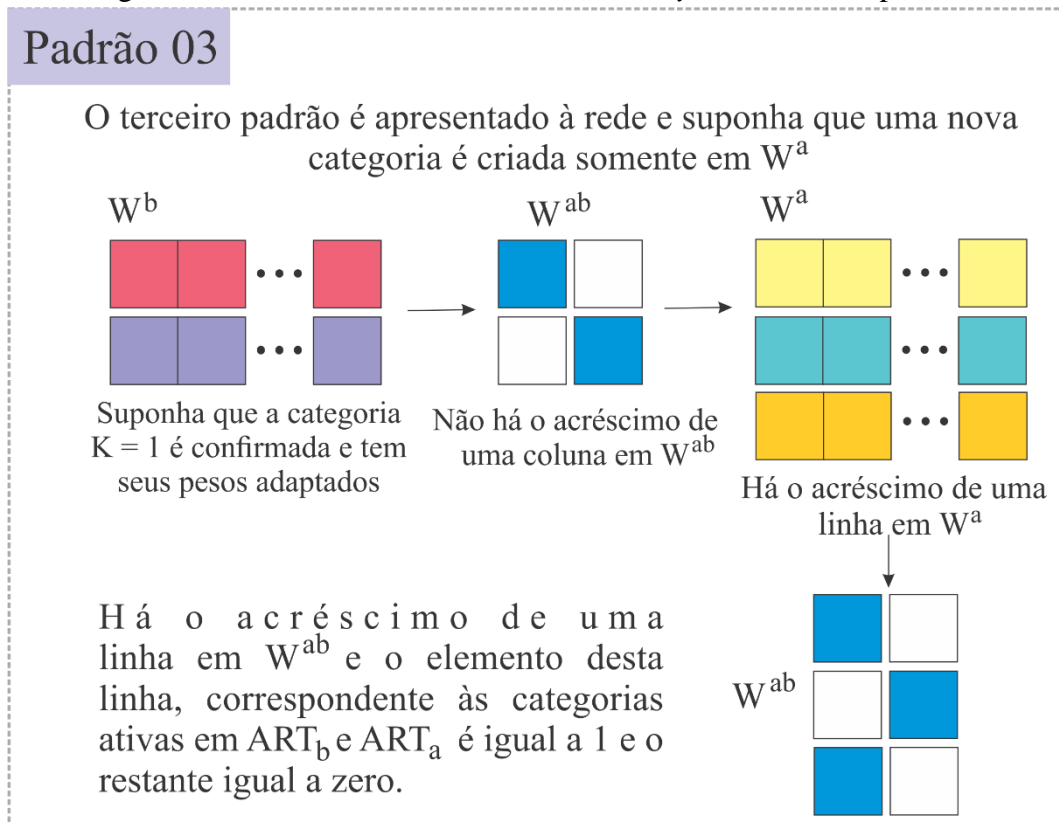 Padrão 03
O terceiro padrão é apresentado à rede e suponha que uma nova
categoria é criada somente em Wᵃ
Wᵇ
Wᵃᵇ
Wᵃ
Suponha que a categoria
K = 1 é confirmada e tem
seus pesos adaptados
Não há o acréscimo de
uma coluna em Wᵃᵇ
Há o acréscimo de uma
linha em Wᵃ
Há o acréscimo de uma
linha em Wᵃᵇ e o elemento desta
linha, correspondente às categorias
ativas em ART_b e ART_a é igual a 1 e o
restante igual a zero.
Wᵃᵇ